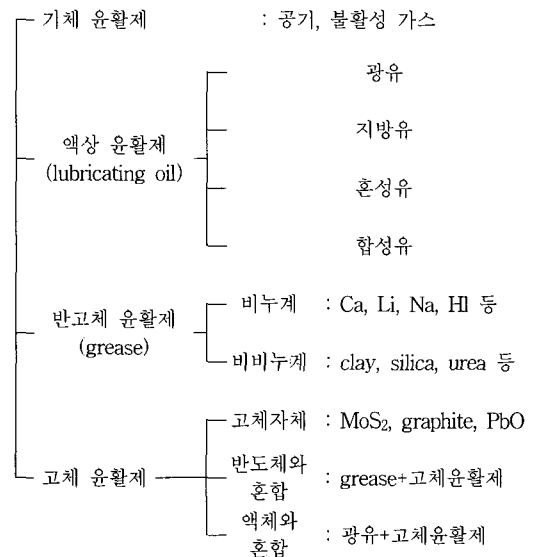 기체 윤활제 : 공기, 불활성 가스
광유
지방유
액상 윤활제
(lubricating oil)
혼성유
합성유
반고체 윤활제
(grease)
비누계 : Ca, Li, Na, Hl 등
비비누계 : clay, silica, urea 등
고체 윤활제
고체자체 : MoS₂, graphite, PbO
반도체와
혼합 : grease+고체윤활제
액체와
혼합 : 광유+고체윤활제